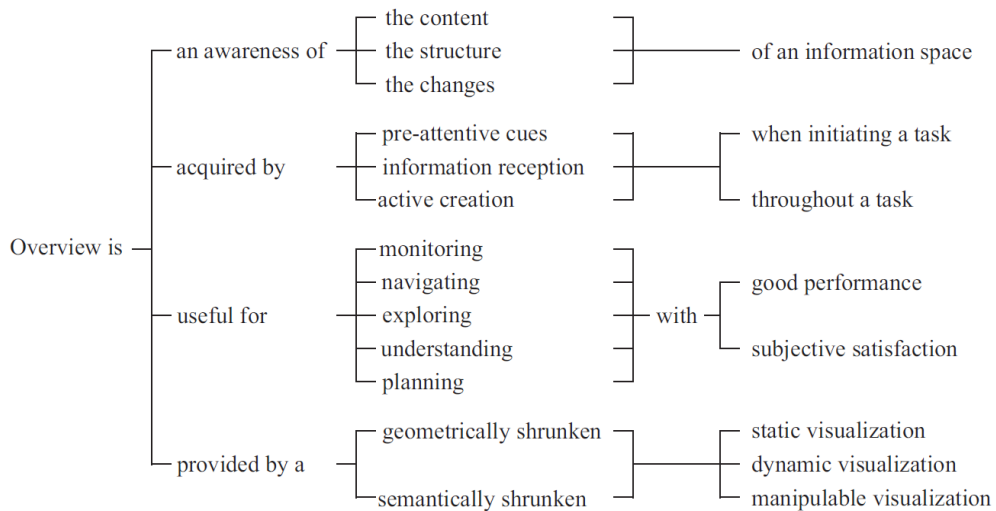 the content
an awareness of
the structure
of an information space
the changes
pre-attentive cues
when initiating a task
acquired by
information reception
active creation
throughout a task
Overview is
monitoring
navigating
good performance
useful for
exploring
with
understanding
subjective satisfaction
planning
geometrically shrunken
static visualization
provided by a
dynamic visualization
semantically shrunken
manipulable visualization